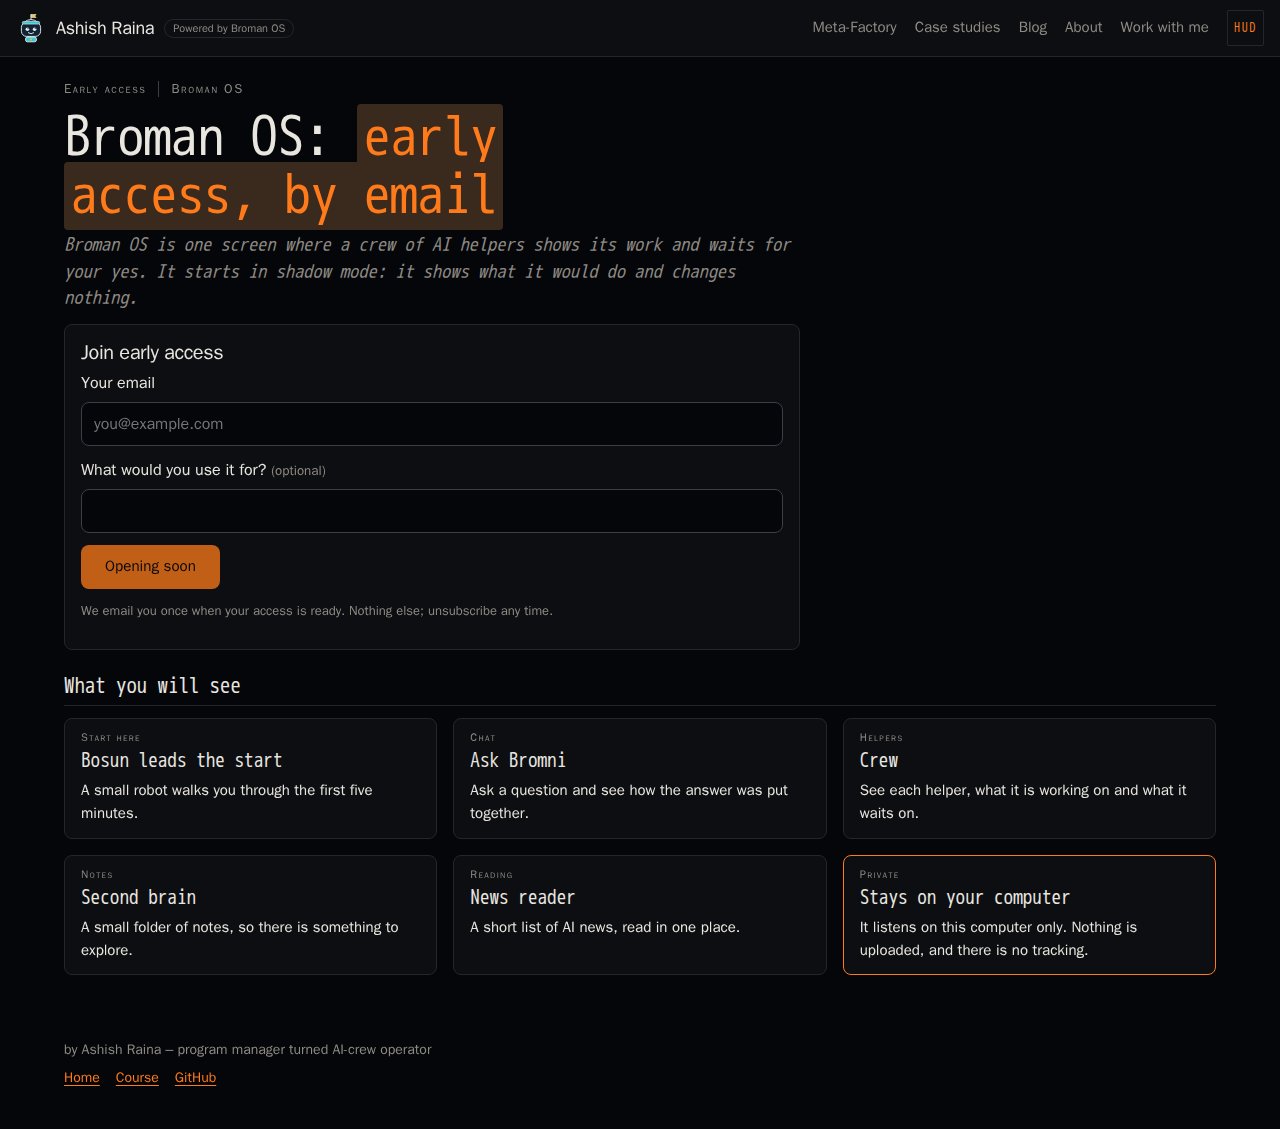 Ashish Raina
Powered by Broman OS
Meta-Factory
Case studies
Blog
About
Work with me
HUD
Early access
Broman OS
Broman OS: early
access, by email
Broman OS is one screen where a crew of AI helpers shows its work and waits for
your yes. It starts in shadow mode: it shows what it would do and changes
nothing.
Join early access
Your email
you@example.com
What would you use it for? (optional)
Opening soon
We email you once when your access is ready. Nothing else; unsubscribe any time.
What you will see
Start here
Bosun leads the start
A small robot walks you through the first five
minutes.
Chat
Ask Bromni
Ask a question and see how the answer was put
together.
Helpers
Crew
See each helper, what it is working on and what it
waits on.
Notes
Second brain
A small folder of notes, so there is something to
explore.
Reading
News reader
A short list of AI news, read in one place.
Private
Stays on your computer
It listens on this computer only. Nothing is
uploaded, and there is no tracking.
by Ashish Raina – program manager turned AI-crew operator
Home
Course
GitHub